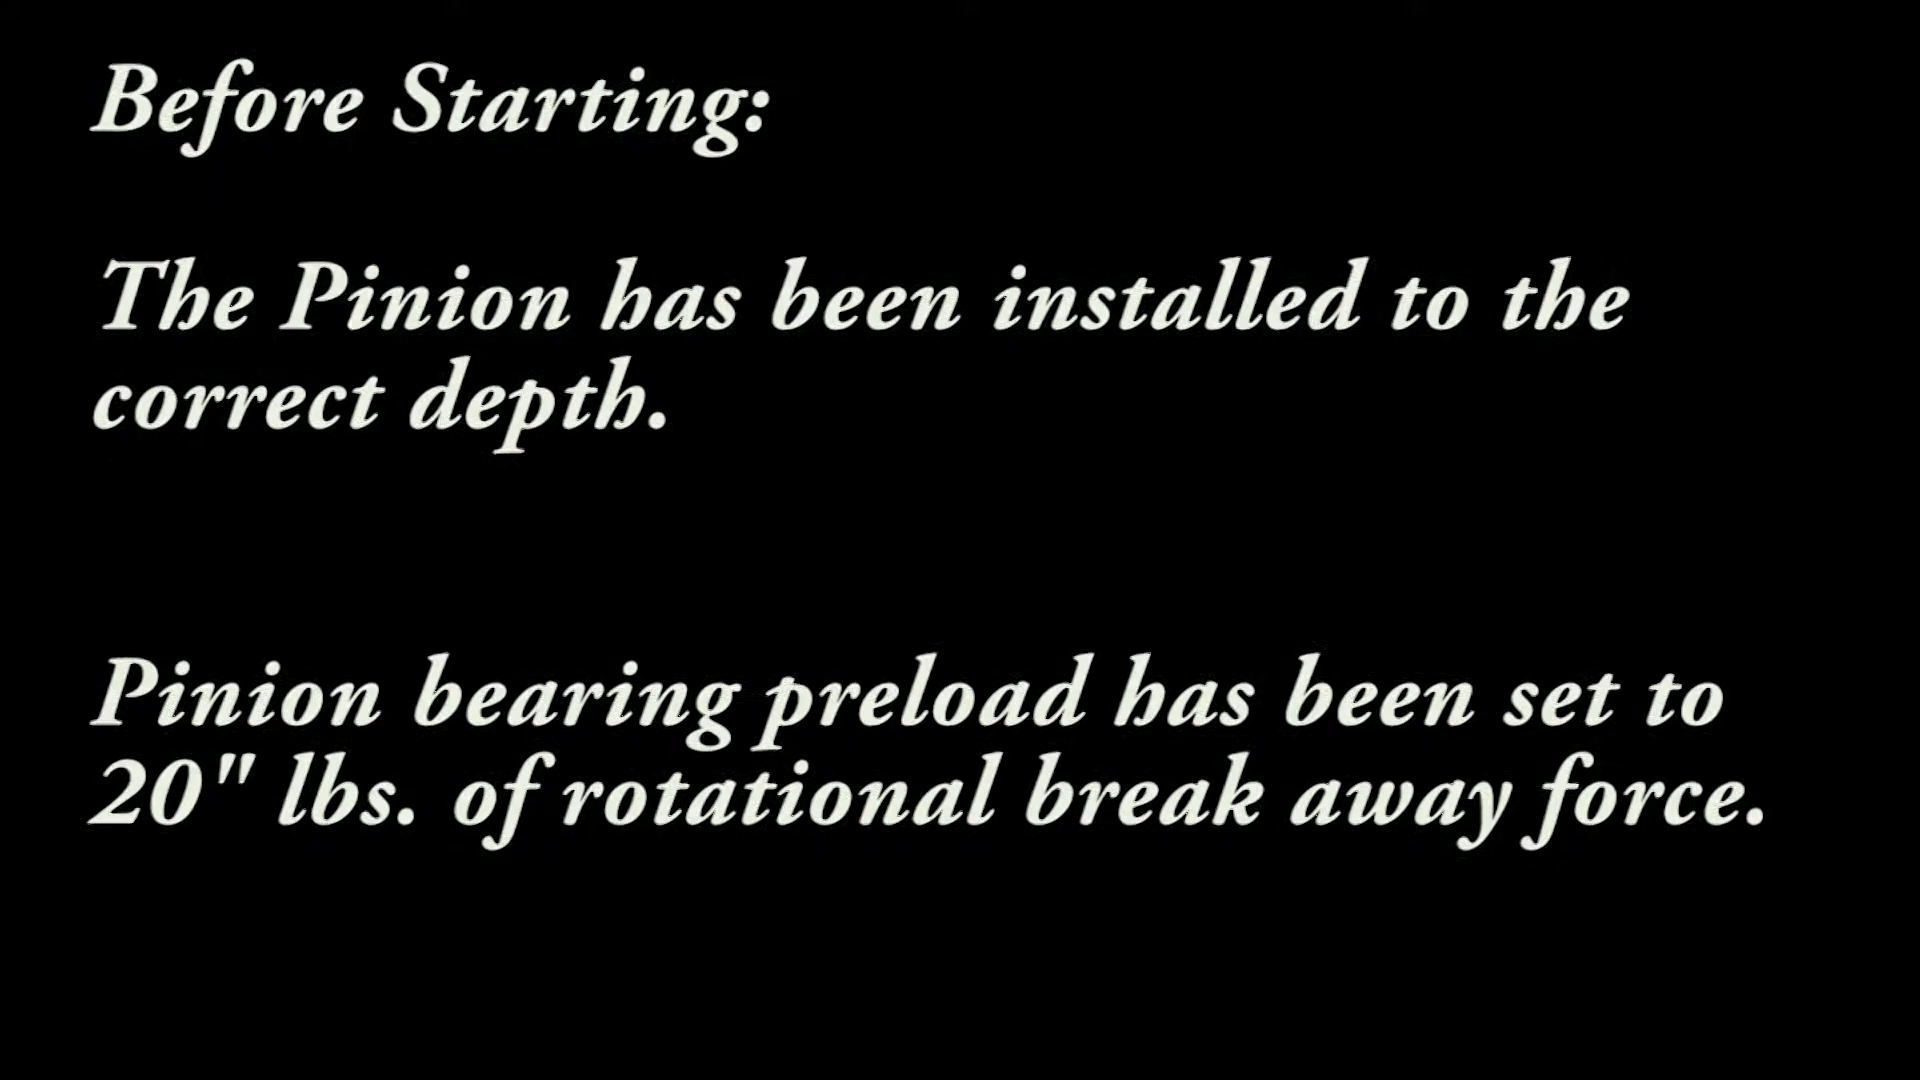 Before Starting:
The Pinion has been installed to the
correct depth.
Pinion bearing preload has been set to
20" lbs. of rotational break away force.